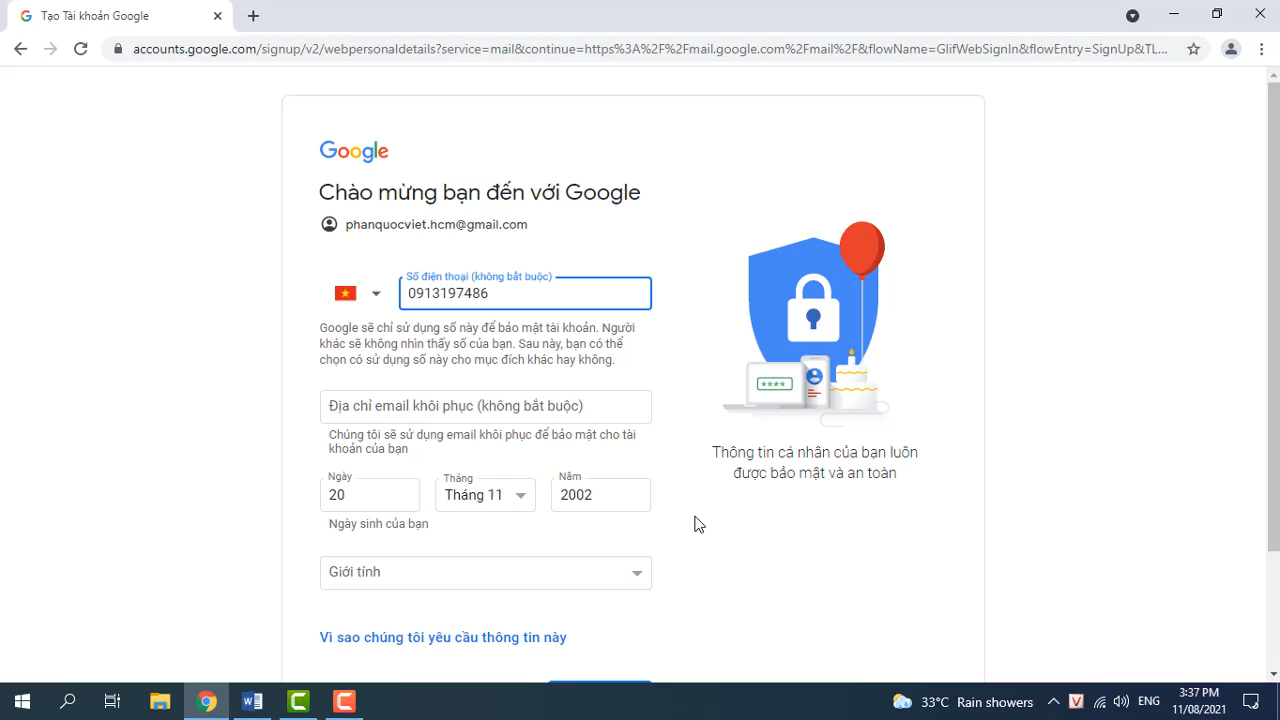 Tạo Tài khoản Google
accounts.google.com/signup/v2/webpersonaldetails?service=mail&continue=https%3A%2F%2Fmail.google.com%2Fmail%2F&flowName=GlifWebSignIn&flowEntry=SignUp&TL...
Google
Chào mừng bạn đến với Google
phanquocviet.hcm@gmail.com
Số điện thoại (không bắt buộc)
0913197486
Google sẽ chỉ sử dụng số này để bảo mật tài khoản. Người
khác sẽ không nhìn thấy số của bạn. Sau này, bạn có thể
chọn có sử dụng số này cho mục đích khác hay không.
Địa chỉ email khôi phục (không bắt buộc)
Chúng tôi sẽ sử dụng email khôi phục để bảo mật cho tài
khoản của bạn
Ngày Tháng Năm
20 Tháng 11 2002
Ngày sinh của bạn
Giới tính
Vì sao chúng tôi yêu cầu thông tin này
****
Thông tin cá nhân của bạn luôn
được bảo mật và an toàn
33°C Rain showers
ENG
3:37 PM
11/08/2021